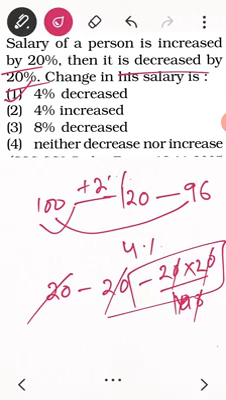 Salary of a person is increased
by 20%, then it is decreased by
20%. Change in his salary is :
(1) 4% decreased
(2) 4% increased
(3) 8% decreased
(4) neither decrease nor increase
100 +2 120 — 96
4%
20 - 20 - 20 × 20
100